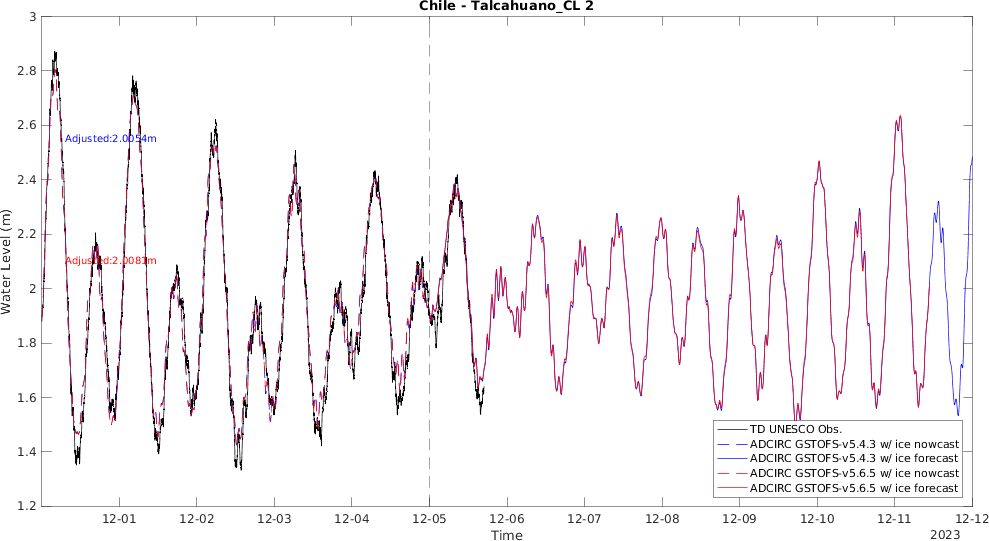 Chile - Talcahuano_CL 2
3
2.8
2.6
2.4
2.2
2
1.8
1.6
1.4
1.2
Water Level (m)
Adjusted:2.0054m
Adjusted:2.0081m
TD UNESCO Obs.
ADCIRC GSTOFS-v5.4.3 w/ ice nowcast
ADCIRC GSTOFS-v5.4.3 w/ ice forecast
ADCIRC GSTOFS-v5.6.5 w/ ice nowcast
ADCIRC GSTOFS-v5.6.5 w/ ice forecast
12-01 12-02 12-03 12-04 12-05 12-06 12-07 12-08 12-09 12-10 12-11 12-12
Time
2023